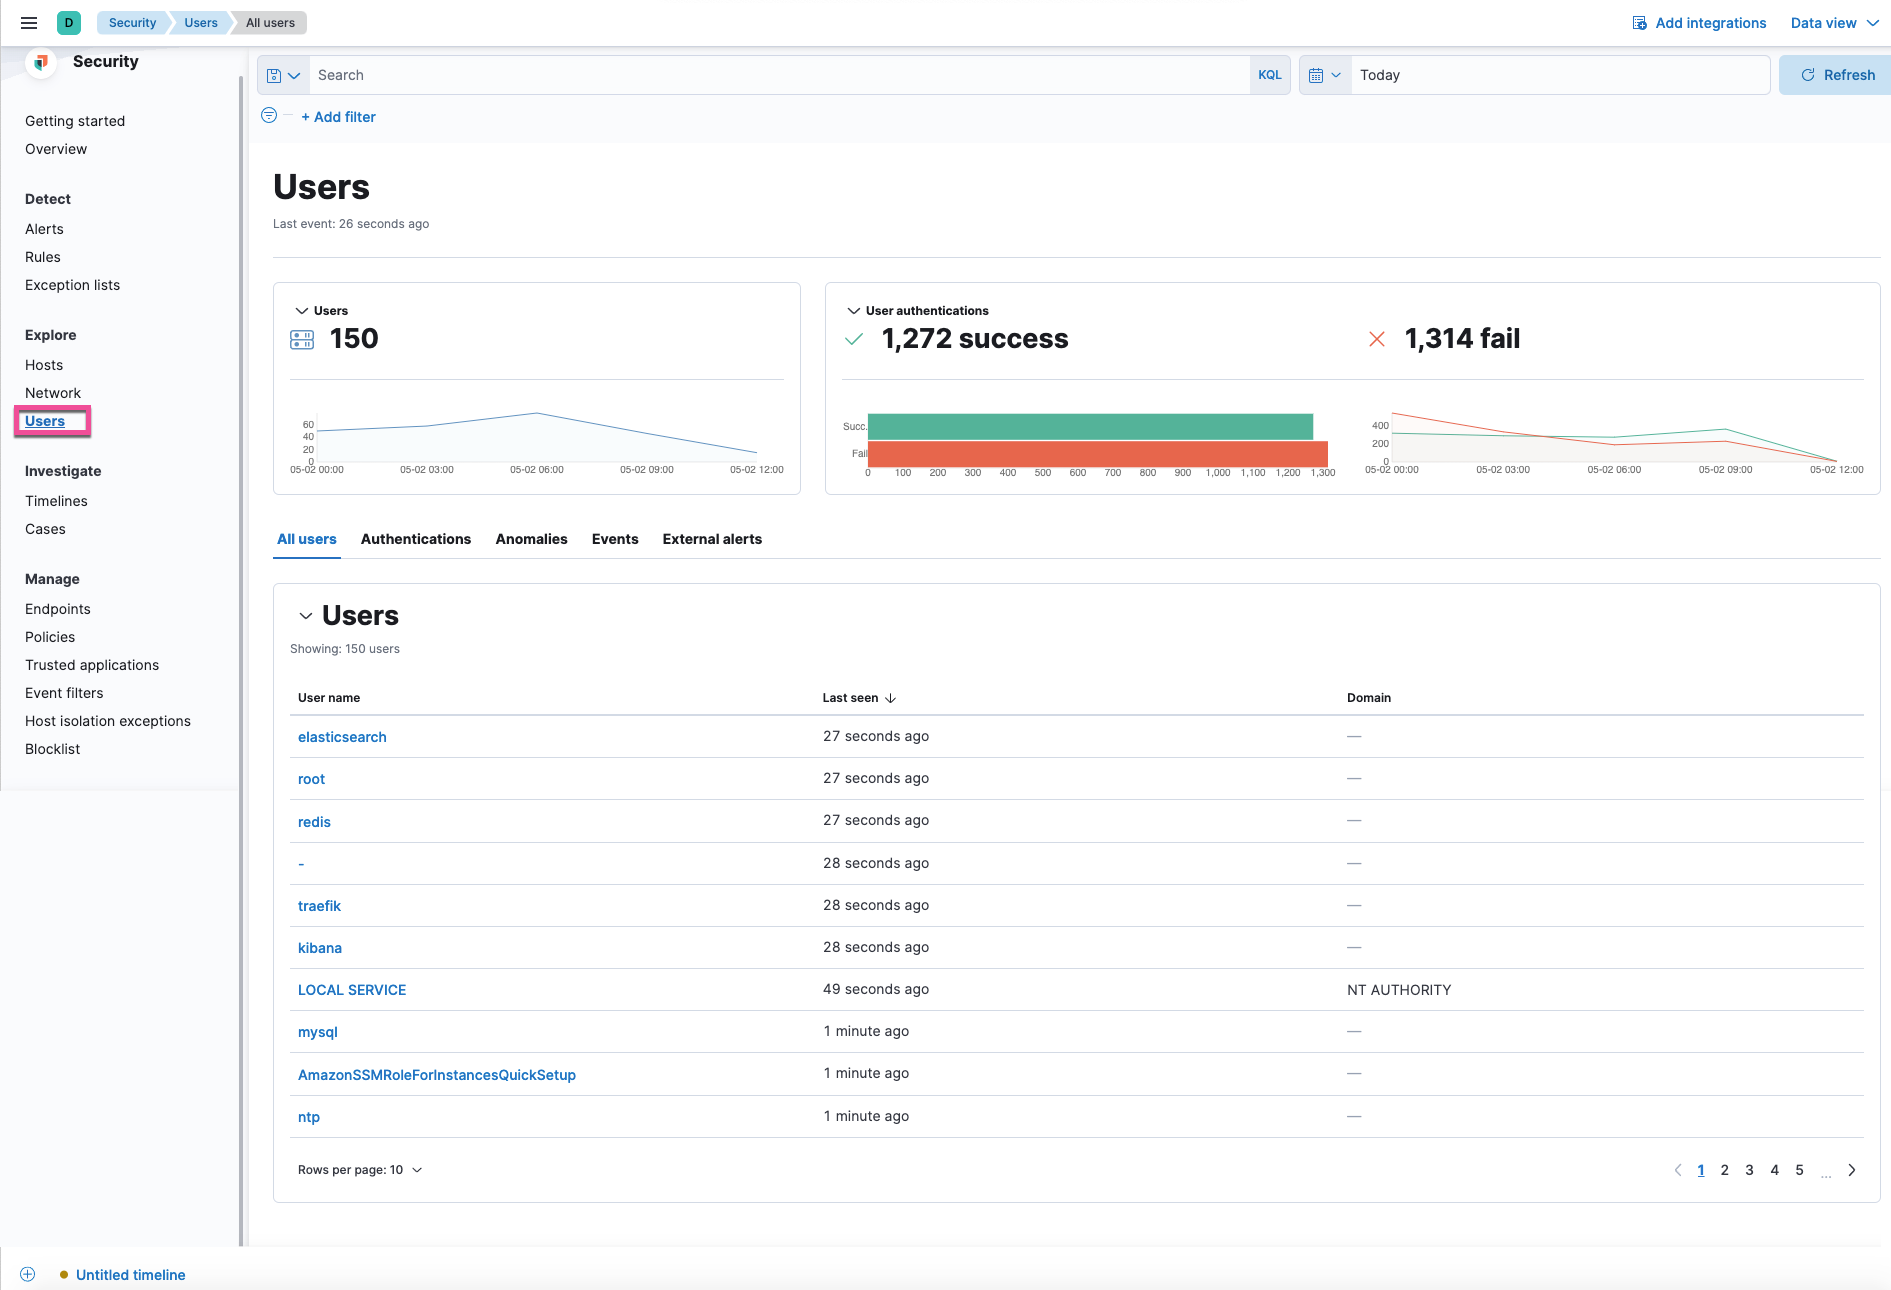 D Security Users All users Add integrations Data view
Security
Getting started
Overview
Detect
Alerts
Rules
Exception lists
Explore
Hosts
Network
Users
Investigate
Timelines
Cases
Manage
Endpoints
Policies
Trusted applications
Event filters
Host isolation exceptions
Blocklist
Search KQL Today Refresh
+ Add filter
Users
Last event: 26 seconds ago
Users
150
60
40
20
0
05-02 00:00 05-02 03:00 05-02 06:00 05-02 09:00 05-02 12:00
User authentications
1,272 success 1,314 fail
Succ.
Fail
0 100 200 300 400 500 600 700 800 900 1,000 1,100 1,200 1,300
400
200
0
05-02 00:00 05-02 03:00 05-02 06:00 05-02 09:00 05-02 12:00
All users Authentications Anomalies Events External alerts
Users
Showing: 150 users
User name Last seen Domain
elasticsearch 27 seconds ago —
root 27 seconds ago —
redis 27 seconds ago —
- 28 seconds ago —
traefik 28 seconds ago —
kibana 28 seconds ago —
LOCAL SERVICE 49 seconds ago NT AUTHORITY
mysql 1 minute ago —
AmazonSSMRoleForInstancesQuickSetup 1 minute ago —
ntp 1 minute ago —
Rows per page: 10 1 2 3 4 5 ...
Untitled timeline